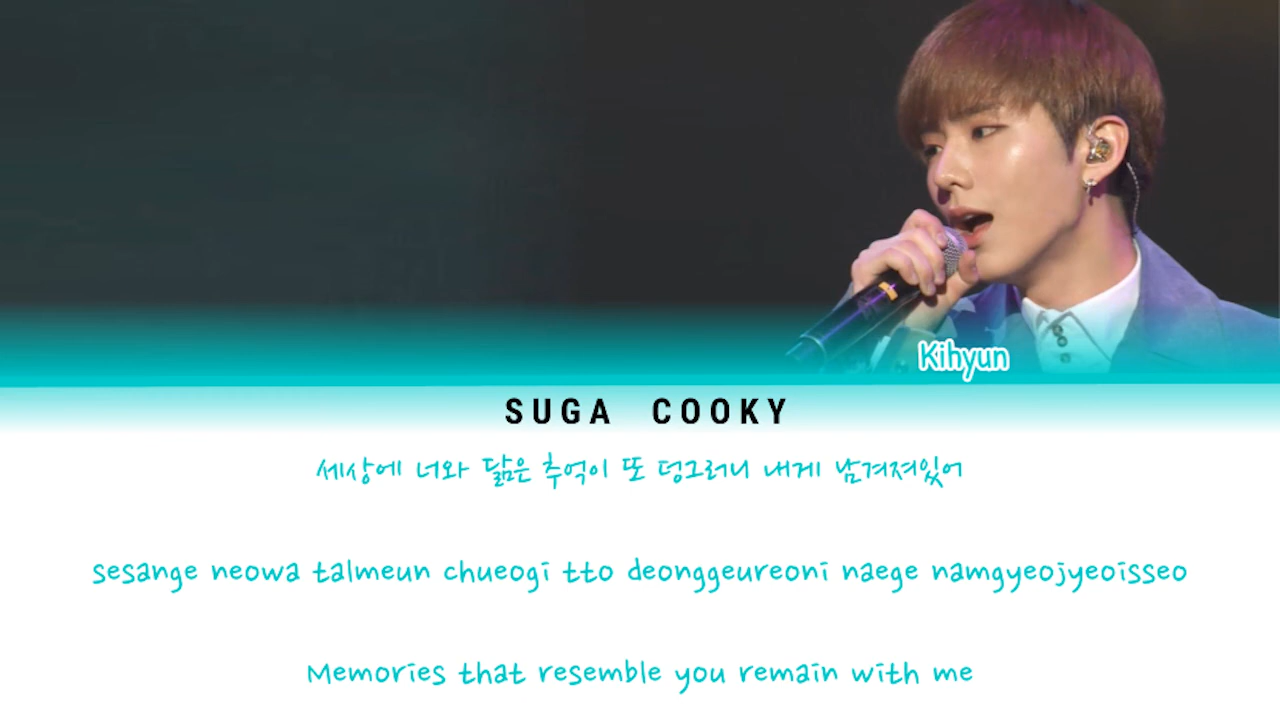 Kihyun
SUGA COOKY
세상에 너와 닮은 추억이 또 덩그러니 내게 남겨져있어
sesange neowa talmeun chueogi tto deonggeureoni naege namgyeojyeoisseo
Memories that resemble you remain with me